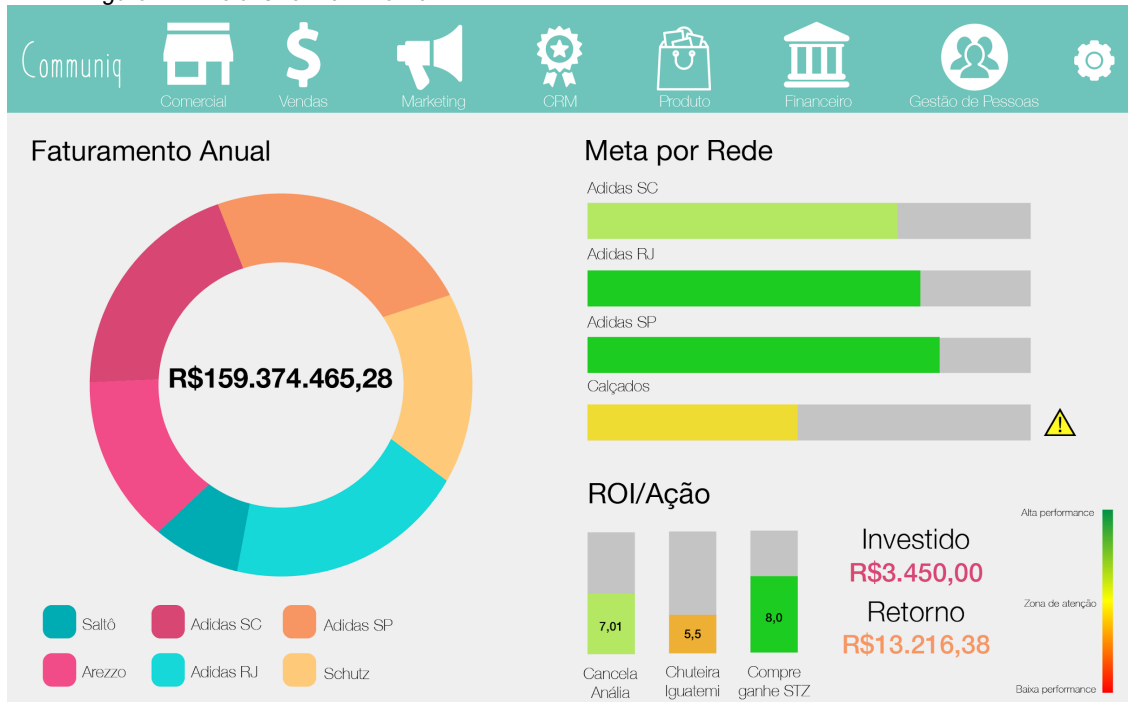 Communiq
Comercial
Vendas
Marketing
CRM
Produto
Financeiro
Gestão de Pessoas
Faturamento Anual
R$159.374.465,28
Saltô
Adidas SC
Adidas SP
Arezzo
Adidas RJ
Schutz
Meta por Rede
Adidas SC
Adidas RJ
Adidas SP
Calçados
ROI/Ação
7,01
5,5
8,0
Cancela
Anália
Chuteira
Iguatemi
Compre
ganhe STZ
Investido
R$3.450,00
Retorno
R$13.216,38
Alta performance
Zona de atenção
Baixa performance